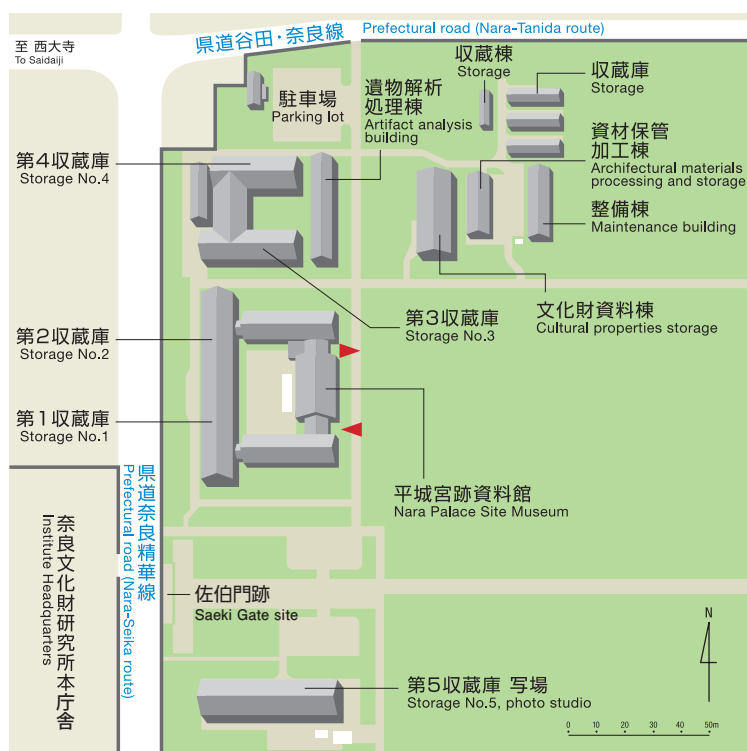 県道谷田・奈良線 Prefectural road (Nara-Tanida route)
至 西大寺
To Saidaiji
駐車場
Parking lot
遺物解析
処理棟
Artifact analysis
building
収蔵棟
Storage
収蔵庫
Storage
資材保管
加工棟
Architectural materials
processing and storage
整備棟
Maintenance building
第4収蔵庫
Storage No.4
文化財資料棟
Cultural properties storage
第3収蔵庫
Storage No.3
第2収蔵庫
Storage No.2
第1収蔵庫
Storage No.1
平城宮跡資料館
Nara Palace Site Museum
県道奈良精華線
Prefectural road (Nara-Seika route)
奈良文化財研究所本庁舎
Institute Headquarters
佐伯門跡
Saeki Gate site
第5収蔵庫 写場
Storage No.5, photo studio
N
0 10 20 30 40 50m